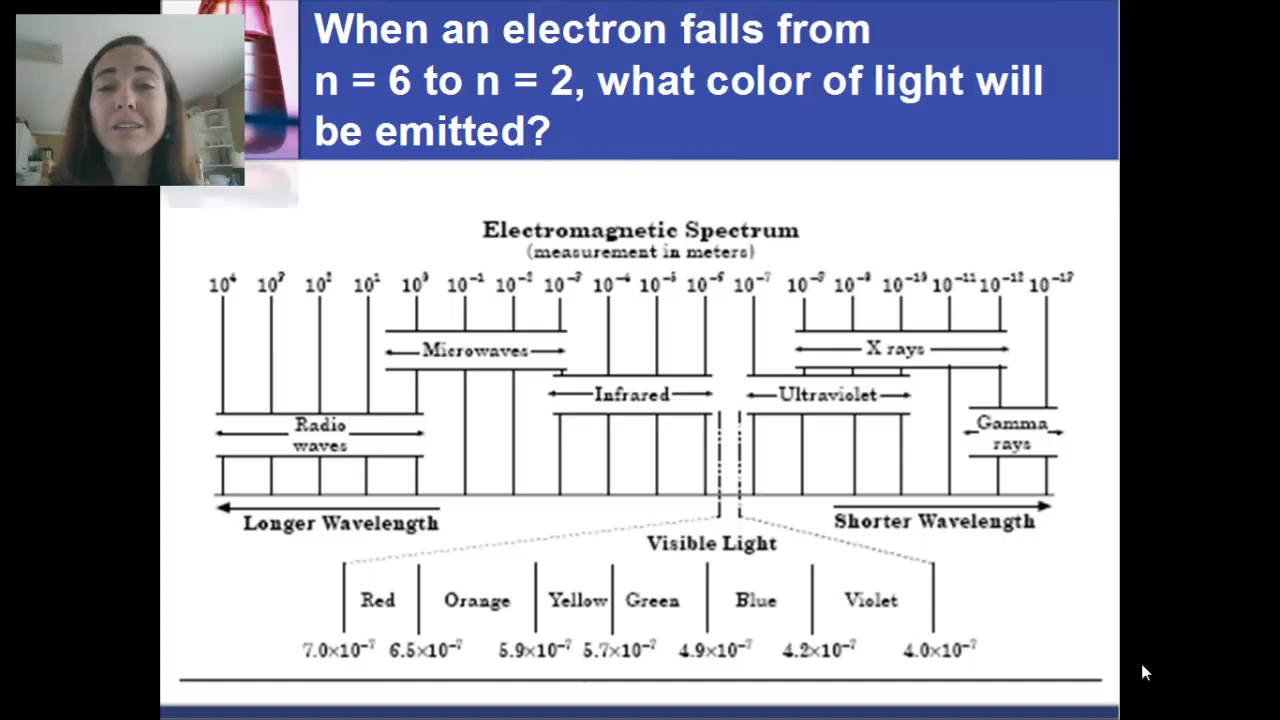 When an electron falls from
n = 6 to n = 2, what color of light will
be emitted?
Electromagnetic Spectrum
(measurement in meters)
10⁴ 10³ 10² 10¹ 10⁰ 10⁻¹ 10⁻² 10⁻³ 10⁻⁴ 10⁻⁵ 10⁻⁶ 10⁻⁷ 10⁻⁸ 10⁻⁹ 10⁻¹⁰ 10⁻¹¹ 10⁻¹² 10⁻¹³
Microwaves X rays
Infrared Ultraviolet
Radio
waves
Gamma
rays
Longer Wavelength Shorter Wavelength
Visible Light
Red Orange Yellow Green Blue Violet
7.0×10⁻⁷ 6.5×10⁻⁷ 5.9×10⁻⁷ 5.7×10⁻⁷ 4.9×10⁻⁷ 4.2×10⁻⁷ 4.0×10⁻⁷